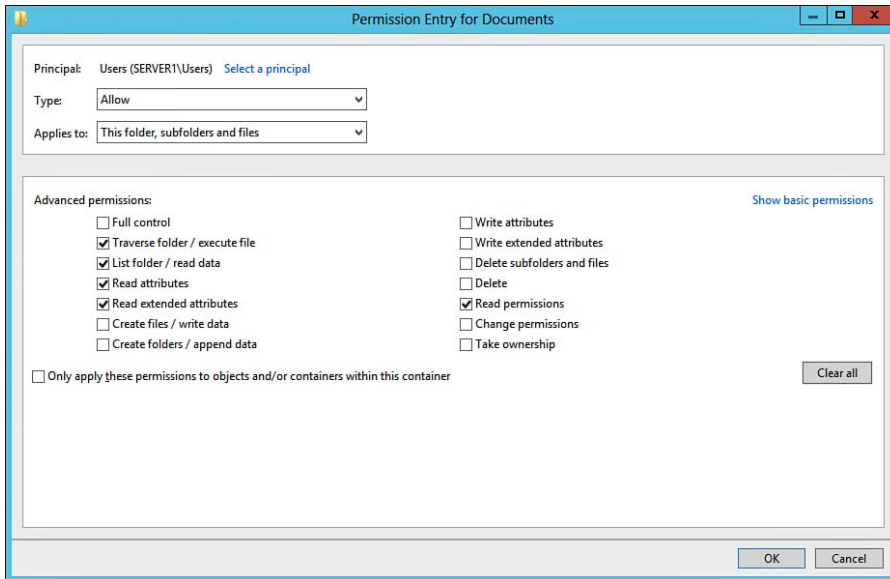 Permission Entry for Documents
Principal: Users (SERVER1\Users) Select a principal
Type: Allow
Applies to: This folder, subfolders and files
Advanced permissions: Show basic permissions
Full control Write attributes
Traverse folder / execute file Write extended attributes
List folder / read data Delete subfolders and files
Read attributes Delete
Read extended attributes Read permissions
Create files / write data Change permissions
Create folders / append data Take ownership
Only apply these permissions to objects and/or containers within this container Clear all
OK Cancel